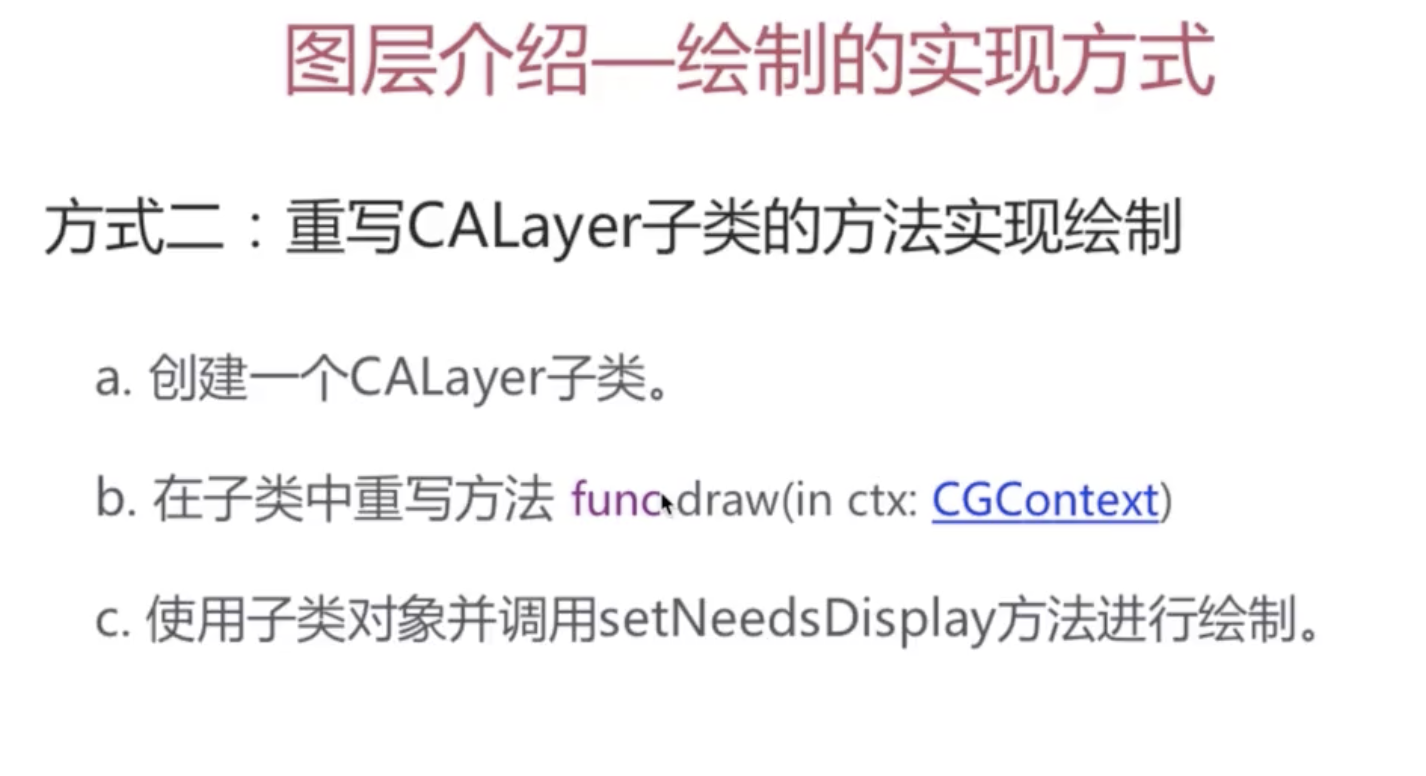 图层介绍—绘制的实现方式
方式二：重写CALayer子类的方法实现绘制
a. 创建一个CALayer子类。
b. 在子类中重写方法 func draw(in ctx: CGContext)
c. 使用子类对象并调用setNeedsDisplay方法进行绘制。